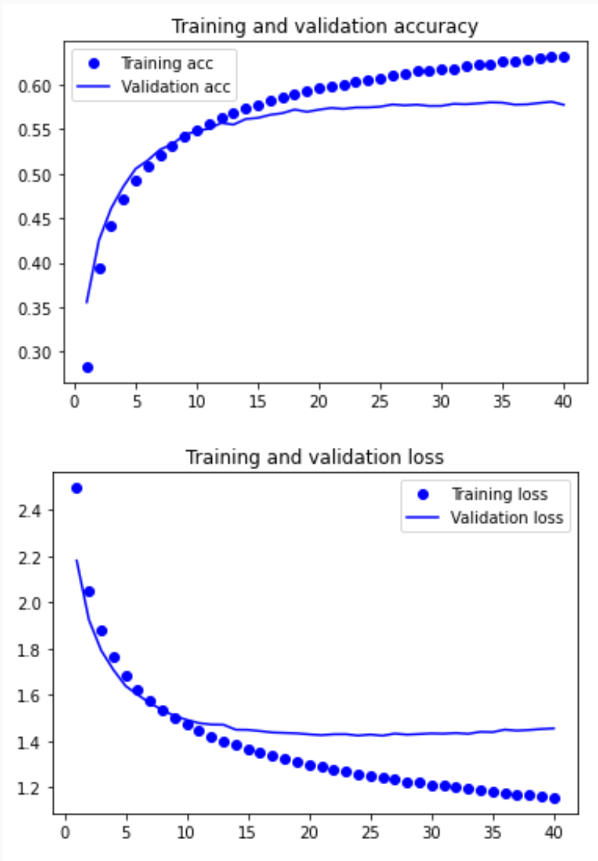 Training and validation accuracy
Training acc
Validation acc
0.60
0.55
0.50
0.45
0.40
0.35
0.30
0 5 10 15 20 25 30 35 40
Training and validation loss
Training loss
Validation loss
2.4
2.2
2.0
1.8
1.6
1.4
1.2
0 5 10 15 20 25 30 35 40